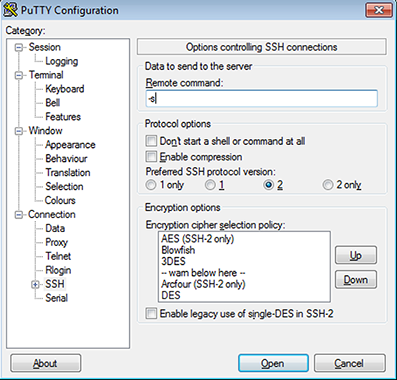 PuTTY Configuration
Category:
Session
Logging
Terminal
Keyboard
Bell
Features
Window
Appearance
Behaviour
Translation
Selection
Colours
Connection
Data
Proxy
Telnet
Rlogin
SSH
Serial
Options controlling SSH connections
Data to send to the server
Remote command:
-s
Protocol options
Don't start a shell or command at all
Enable compression
Preferred SSH protocol version:
1 only 1 2 2 only
Encryption options
Encryption cipher selection policy:
AES (SSH-2 only)
Blowfish
3DES
-- warn below here --
Arcfour (SSH-2 only)
DES
Up
Down
Enable legacy use of single-DES in SSH-2
About Open Cancel